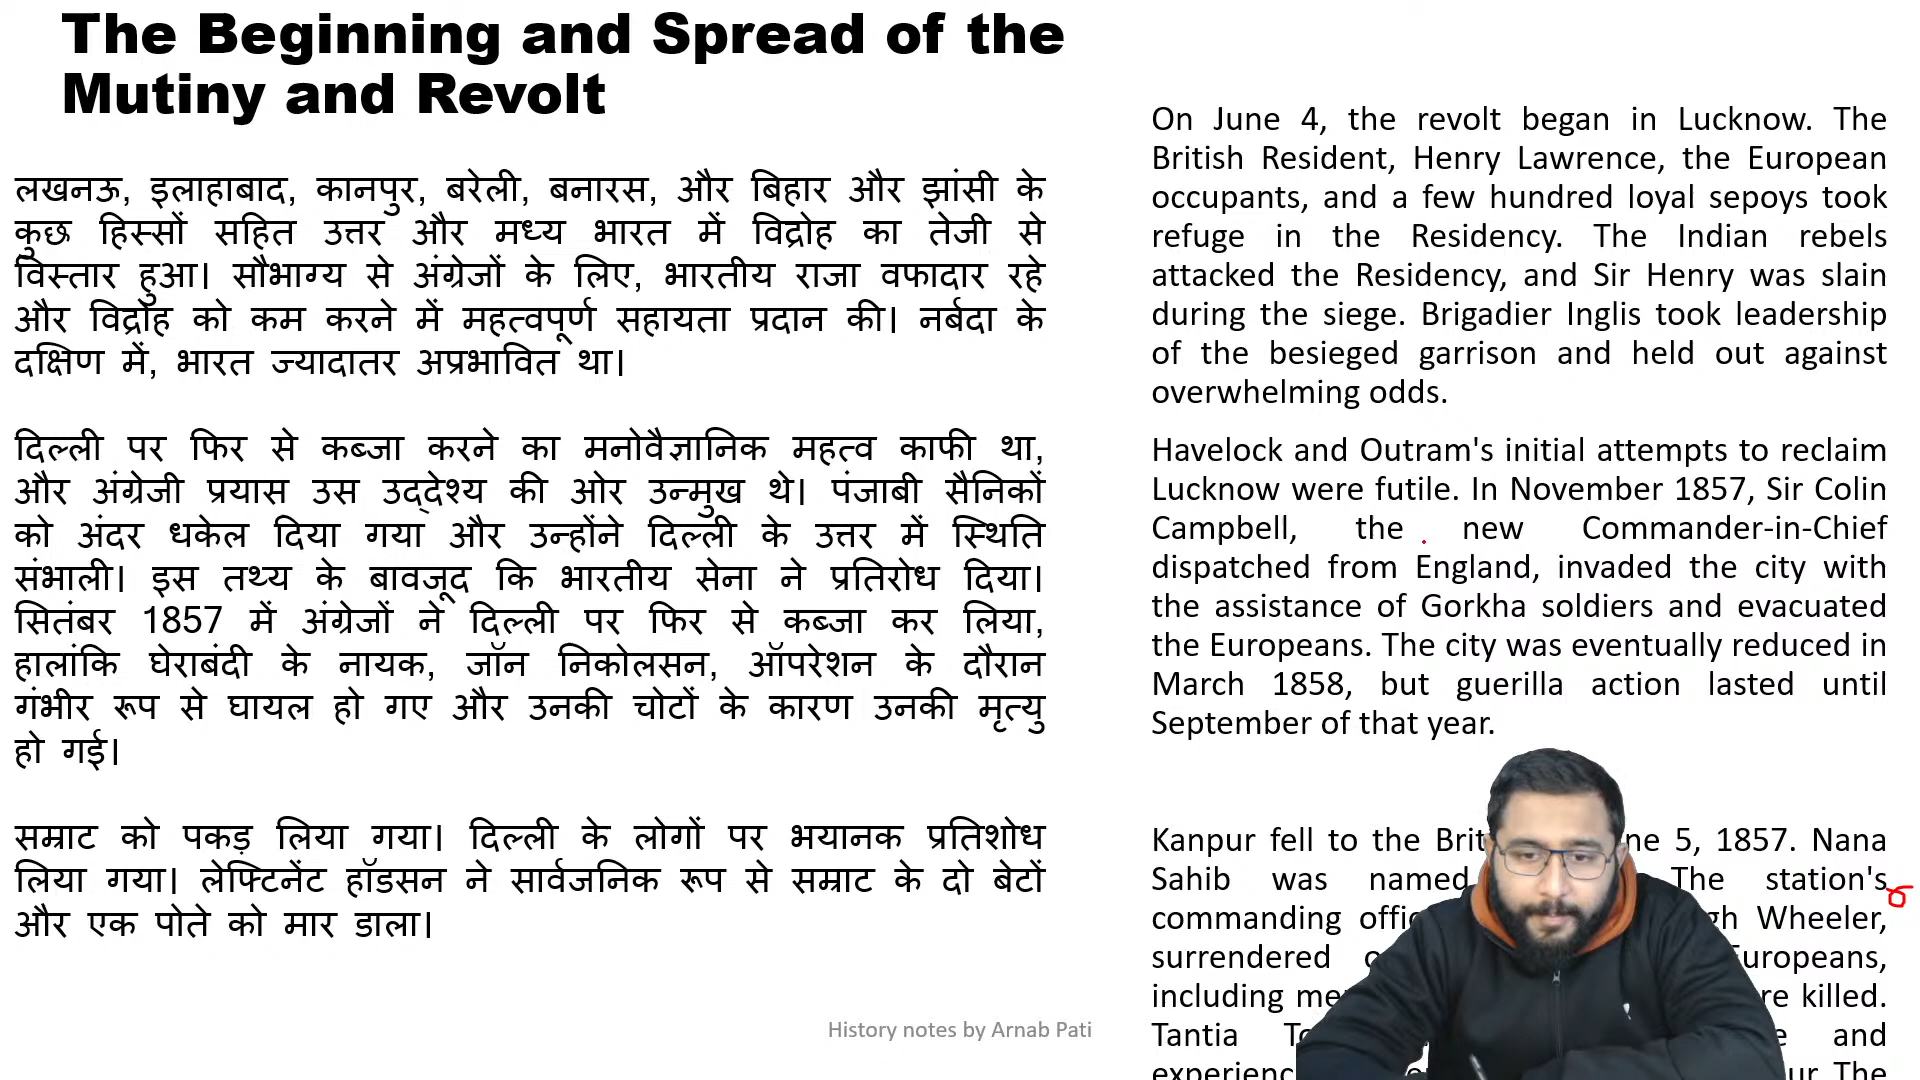 The Beginning and Spread of the
Mutiny and Revolt
लखनऊ, इलाहाबाद, कानपुर, बरेली, बनारस, और बिहार और झांसी के
कुछ हिस्सों सहित उत्तर और मध्य भारत में विद्रोह का तेजी से
विस्तार हुआ। सौभाग्य से अंग्रेजों के लिए, भारतीय राजा वफादार रहे
और विद्रोह को कम करने में महत्वपूर्ण सहायता प्रदान की। नर्बदा के
दक्षिण में, भारत ज्यादातर अप्रभावित था।
दिल्ली पर फिर से कब्जा करने का मनोवैज्ञानिक महत्व काफी था,
और अंग्रेजी प्रयास उस उद्देश्य की ओर उन्मुख थे। पंजाबी सैनिकों
को अंदर धकेल दिया गया और उन्होंने दिल्ली के उत्तर में स्थिति
संभाली। इस तथ्य के बावजूद कि भारतीय सेना ने प्रतिरोध दिया।
सितंबर 1857 में अंग्रेजों ने दिल्ली पर फिर से कब्जा कर लिया,
हालांकि घेराबंदी के नायक, जॉन निकोलसन, ऑपरेशन के दौरान
गंभीर रूप से घायल हो गए और उनकी चोटों के कारण उनकी मृत्यु
हो गई।
सम्राट को पकड़ लिया गया। दिल्ली के लोगों पर भयानक प्रतिशोध
लिया गया। लेफ्टिनेंट हॉडसन ने सार्वजनिक रूप से सम्राट के दो बेटों
और एक पोते को मार डाला।
On June 4, the revolt began in Lucknow. The
British Resident, Henry Lawrence, the European
occupants, and a few hundred loyal sepoys took
refuge in the Residency. The Indian rebels
attacked the Residency, and Sir Henry was slain
during the siege. Brigadier Inglis took leadership
of the besieged garrison and held out against
overwhelming odds.
Havelock and Outram's initial attempts to reclaim
Lucknow were futile. In November 1857, Sir Colin
Campbell, the new Commander-in-Chief
dispatched from England, invaded the city with
the assistance of Gorkha soldiers and evacuated
the Europeans. The city was eventually reduced in
March 1858, but guerilla action lasted until
September of that year.
Kanpur fell to the 5, 1857. Nana
Sahib was named The station's
commanding Wheeler,
surrendered
including killed.
Tantia and
The
History notes by Arnab Pati